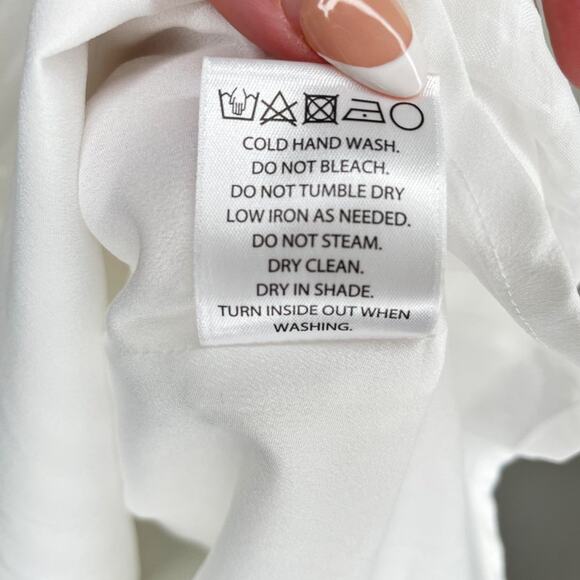 COLD HAND WASH.
DO NOT BLEACH.
DO NOT TUMBLE DRY
LOW IRON AS NEEDED.
DO NOT STEAM.
DRY CLEAN.
DRY IN SHADE.
TURN INSIDE OUT WHEN
WASHING.